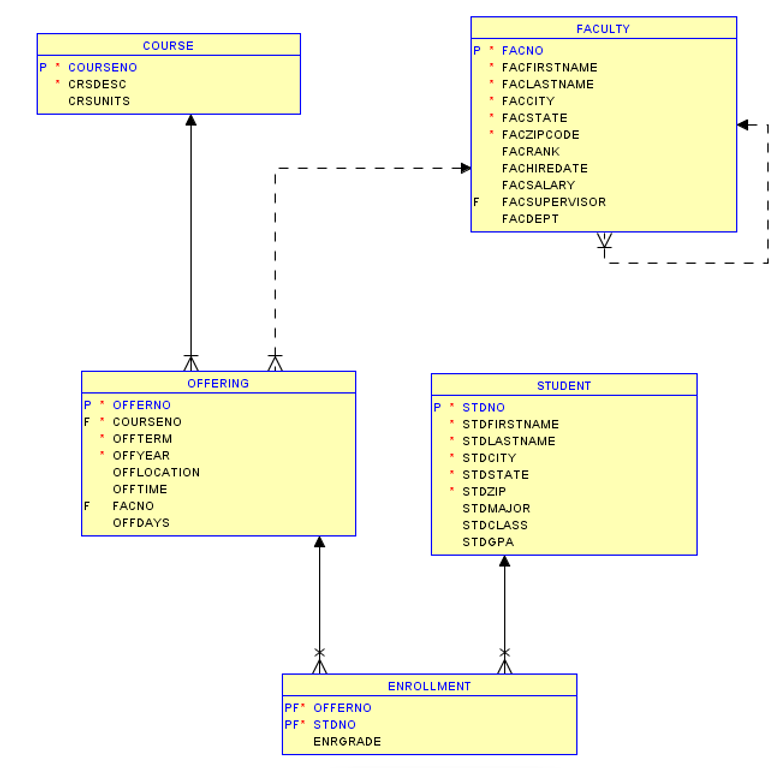 COURSE
P * COURSENO
* CRSDESC
CRSUNITS
FACULTY
P * FACNO
* FACFIRSTNAME
* FACLASTNAME
* FACCITY
* FACSTATE
* FACZIPCODE
FACRANK
FACHIREDATE
FACSALARY
F FACSUPERVISOR
FACDEPT
OFFERING
P * OFFERNO
F * COURSENO
* OFFTERM
* OFFYEAR
OFFLOCATION
OFFTIME
F FACNO
OFFDAYS
STUDENT
P * STDNO
* STDFIRSTNAME
* STDLASTNAME
* STDCITY
* STDSTATE
* STDZIP
STDMAJOR
STDCLASS
STDGPA
ENROLLMENT
PF* OFFERNO
PF* STDNO
ENRGRADE